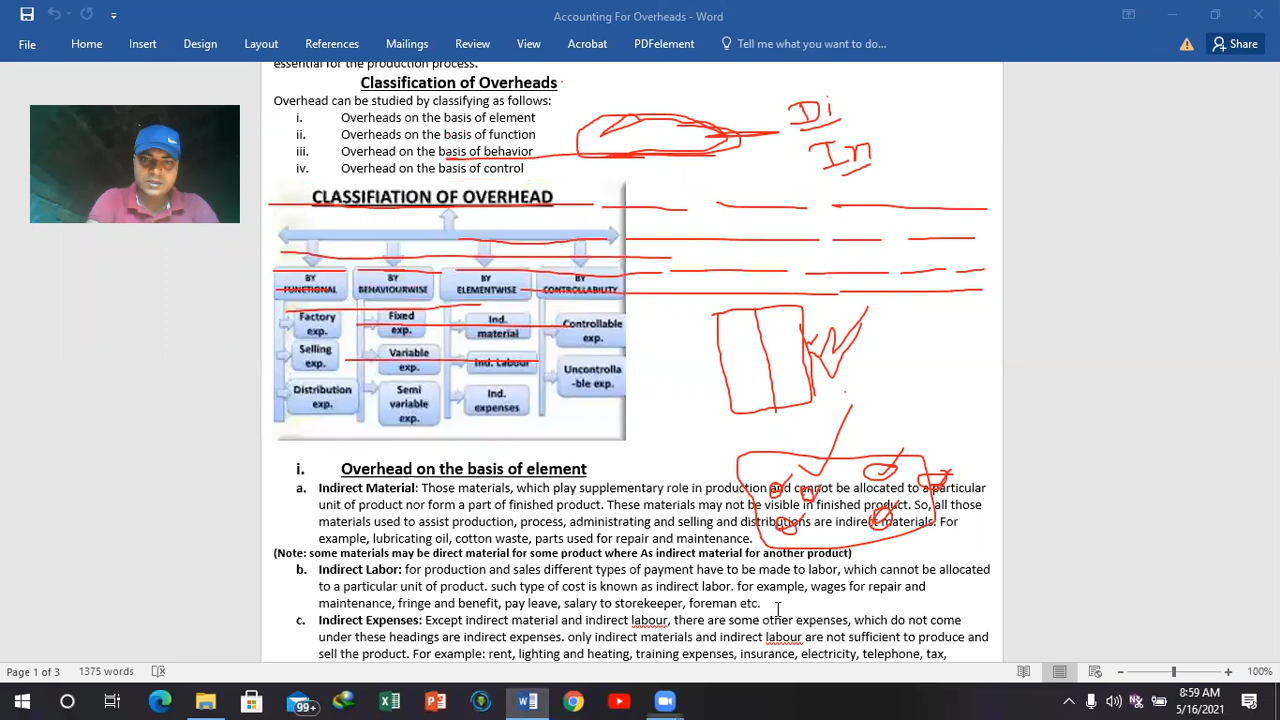 Accounting For Overheads - Word
File Home Insert Design Layout References Mailings Review View Acrobat PDFelement Tell me what you want to do... Share
essential for the production process.
Classification of Overheads
Overhead can be studied by classifying as follows:
i. Overheads on the basis of element
ii. Overheads on the basis of function
iii. Overhead on the basis of behavior
iv. Overhead on the basis of control
Di
In
CLASSIFIATION OF OVERHEAD
BY FUNCTIONAL
BY BEHAVIOURWISE
BY ELEMENTWISE
BY CONTROLLABILITY
Factory exp.
Selling exp.
Distribution exp.
Fixed exp.
Variable exp.
Semi variable exp.
Ind. material
Ind. Labour
Ind. expenses
Controllable exp.
Uncontrolla -ble exp.
i. Overhead on the basis of element
a. Indirect Material: Those materials, which play supplementary role in production and cannot be allocated to a particular
unit of product nor form a part of finished product. These materials may not be visible in finished product. So, all those
materials used to assist production, process, administrating and selling and distributions are indirect materials. For
example, lubricating oil, cotton waste, parts used for repair and maintenance.
(Note: some materials may be direct material for some product where As indirect material for another product)
b. Indirect Labor: for production and sales different types of payment have to be made to labor, which cannot be allocated
to a particular unit of product. such type of cost is known as indirect labor. for example, wages for repair and
maintenance, fringe and benefit, pay leave, salary to storekeeper, foreman etc.
c. Indirect Expenses: Except indirect material and indirect labour, there are some other expenses, which do not come
under these headings are indirect expenses. only indirect materials and indirect labour are not sufficient to produce and
sell the product. For example: rent, lighting and heating, training expenses, insurance, electricity, telephone, tax,
Page 1 of 3 1375 words 100%
99+
8:59 AM
5/16/2021